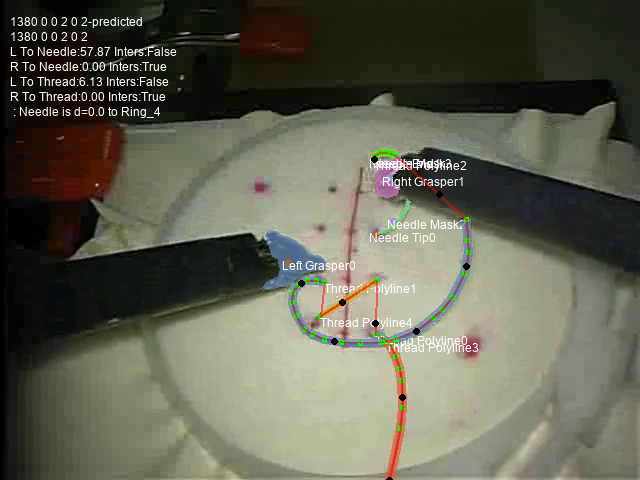 1380 0 0 2 0 2-predicted
1380 0 0 2 0 2
L To Needle:57.87 Inters:False
R To Needle:0.00 Inters:True
L To Thread:6.13 Inters:False
R To Thread:0.00 Inters:True
: Needle is d=0.0 to Ring_4
Polyline2
Right Grasper1
Needle Mask2
Needle Tip0
Left Grasper0
Thread Polyline1
Thread Polyline4
Polyline0
Thread Polyline3